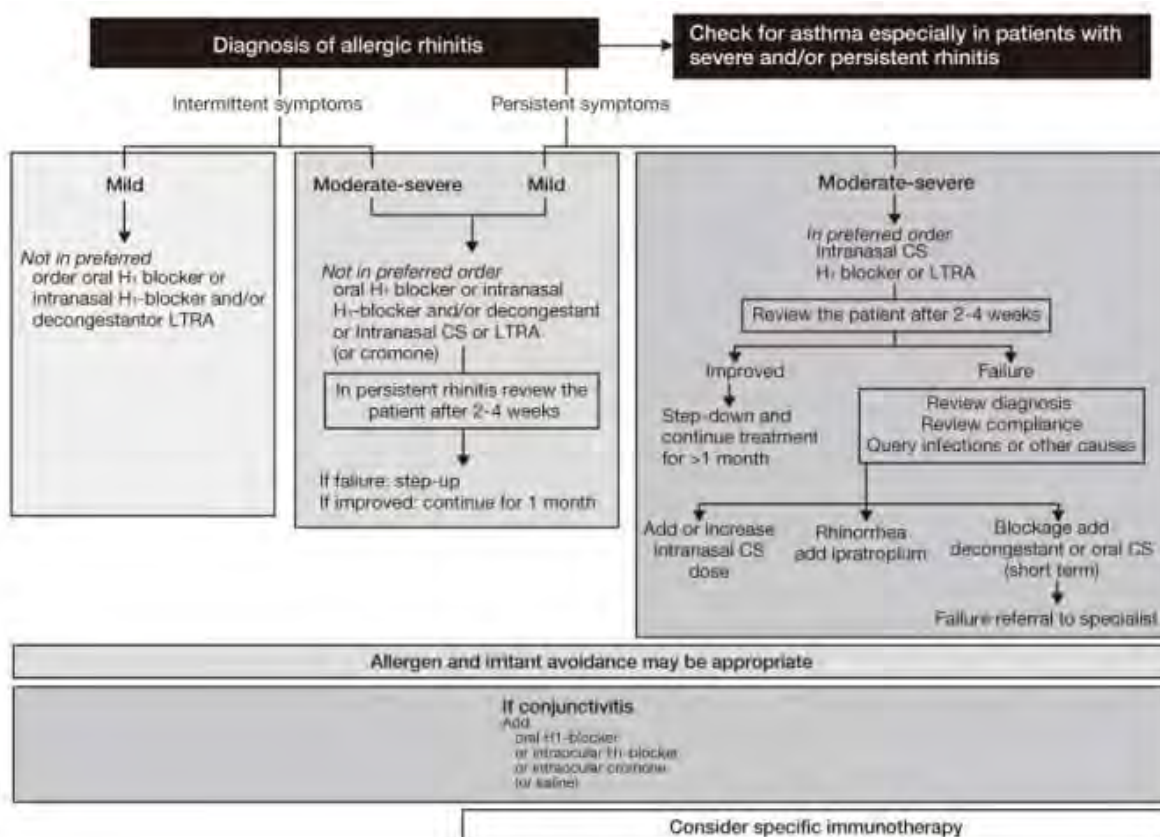 Diagnosis of allergic rhinitis
Check for asthma especially in patients with
severe and/or persistent rhinitis
Intermittent symptoms
Persistent symptoms
Mild
Not in preferred
order oral H₁ blocker or
intranasal H₁-blocker and/or
decongestantor LTRA
Moderate-severe
Mild
Not in preferred order
oral H₁ blocker or intranasal
H₁-blocker and/or decongestant
or Intranasal CS or LTRA
(or cromone)
In persistent rhinitis review the
patient after 2-4 weeks
If failure: step-up
If improved: continue for 1 month
Moderate-severe
In preferred order
Intranasal CS
H₁ blocker or LTRA
Review the patient after 2-4 weeks
Improved
Failure
Step-down and
continue treatment
for >1 month
Review diagnosis
Review compliance
Query infections or other causes
Add or increase
intranasal CS
dose
Rhinorrhea
add ipratropium
Blockage add
decongestant or oral CS
(short term)
Failure referral to specialist
Allergen and irritant avoidance may be appropriate
If conjunctivitis
Add
oral H1-blocker
or intraocular H1-blocker
or intraocular cromone
(or saline)
Consider specific immunotherapy